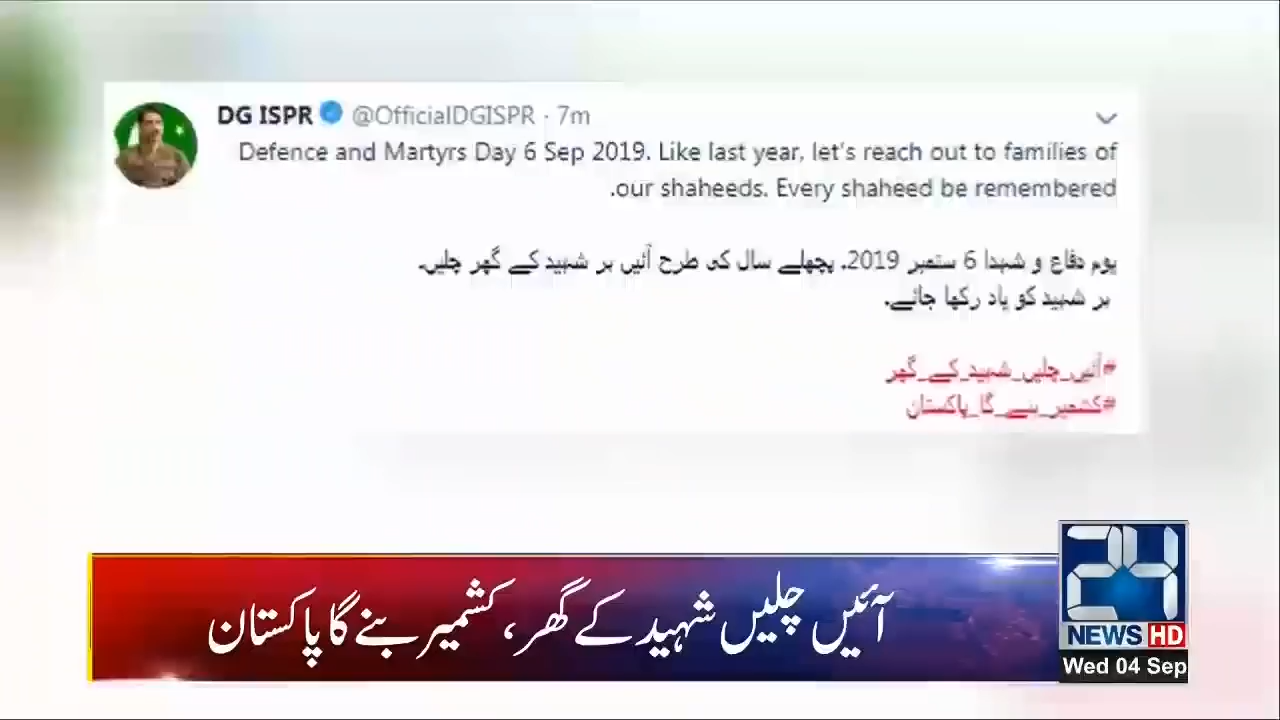 DG ISPR @OfficialDGISPR · 7m
Defence and Martyrs Day 6 Sep 2019. Like last year, let's reach out to families of
.our shaheeds. Every shaheed be remembered
یوم دفاع و شہدا 6 ستمبر 2019۔ پچھلے سال کی طرح آئیں ہر شہید کے گھر چلیں۔
ہر شہید کو یاد رکھا جائے۔
#آئیں_چلیں_شہید_کے_گھر
#کشمیر_بنے_گا_پاکستان
آئیں چلیں شہید کے گھر، کشمیر بنے گا پاکستان
24
NEWS HD
Wed 04 Sep